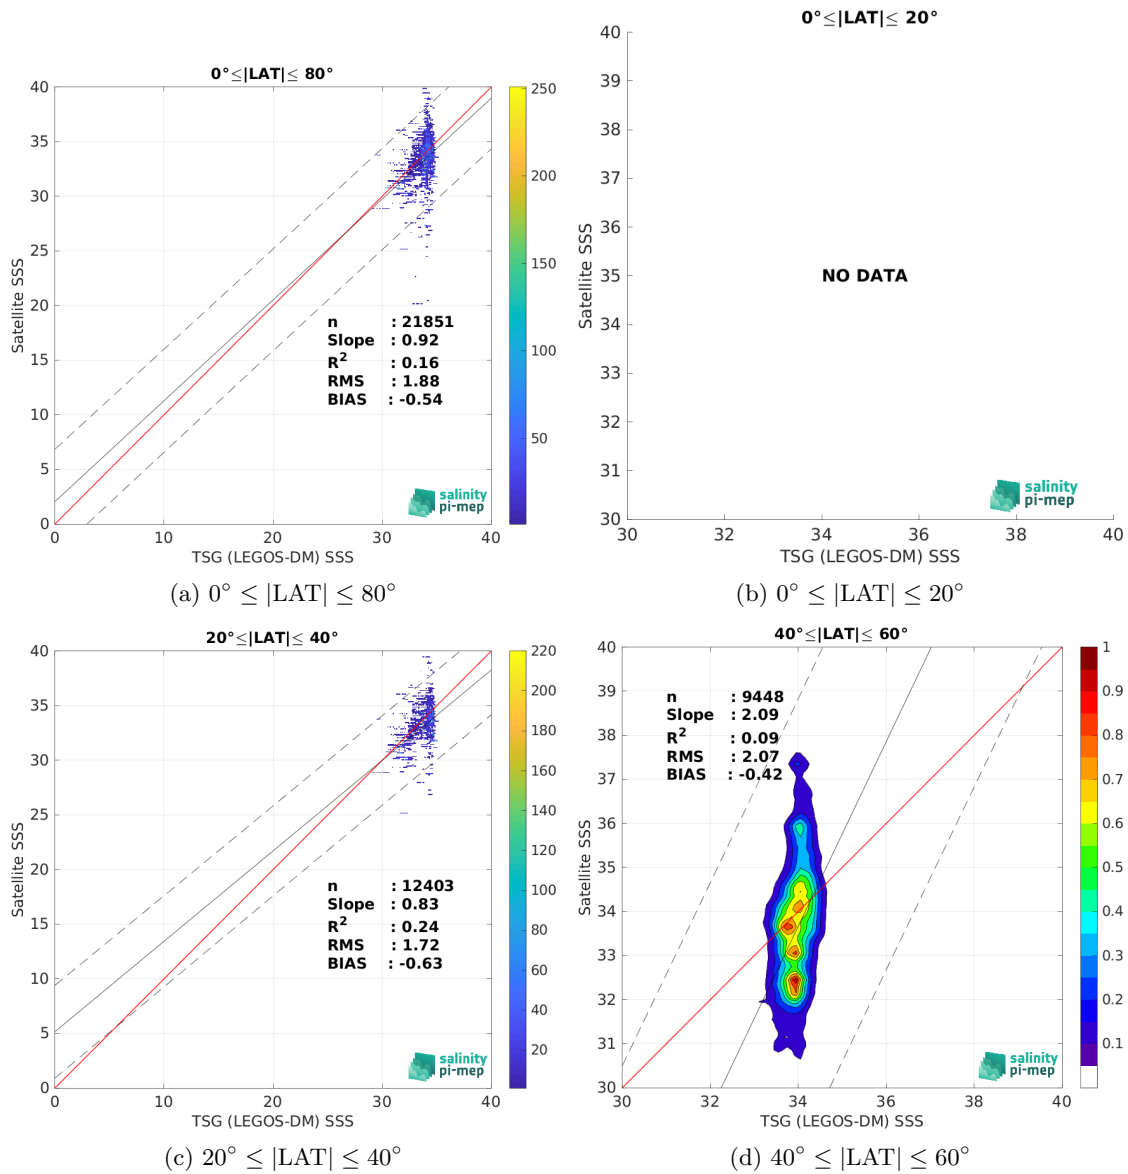 0°≤|LAT|≤ 80°
40
35
30
25
20
15
10
5
0
Satellite SSS
0
10
20
30
40
TSG (LEGOS-DM) SSS
250
200
150
100
50
n : 21851
Slope : 0.92
R² : 0.16
RMS : 1.88
BIAS : -0.54
salinity
pi-mep
(a) 0° ≤ |LAT| ≤ 80°
0°≤|LAT|≤ 20°
40
39
38
37
36
35
34
33
32
31
30
Satellite SSS
NO DATA
30
32
34
36
38
40
TSG (LEGOS-DM) SSS
salinity
pi-mep
(b) 0° ≤ |LAT| ≤ 20°
20°≤|LAT|≤ 40°
40
35
30
25
20
15
10
5
0
Satellite SSS
0
10
20
30
40
TSG (LEGOS-DM) SSS
220
200
180
160
140
120
100
80
60
40
20
n : 12403
Slope : 0.83
R² : 0.24
RMS : 1.72
BIAS : -0.63
salinity
pi-mep
(c) 20° ≤ |LAT| ≤ 40°
40°≤|LAT|≤ 60°
40
39
38
37
36
35
34
33
32
31
30
Satellite SSS
30
32
34
36
38
40
TSG (LEGOS-DM) SSS
1
0.9
0.8
0.7
0.6
0.5
0.4
0.3
0.2
0.1
n : 9448
Slope : 2.09
R² : 0.09
RMS : 2.07
BIAS : -0.42
salinity
pi-mep
(d) 40° ≤ |LAT| ≤ 60°